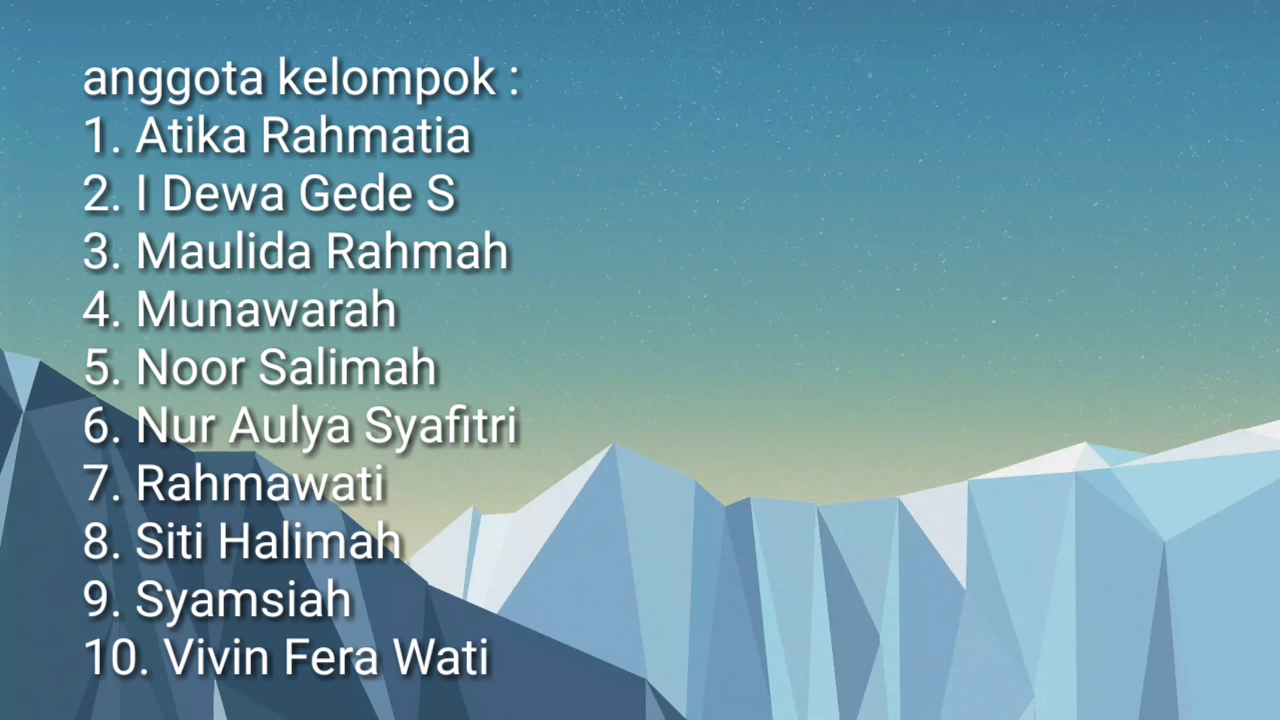 anggota kelompok :
1. Atika Rahmatia
2. I Dewa Gede S
3. Maulida Rahmah
4. Munawarah
5. Noor Salimah
6. Nur Aulya Syafitri
7. Rahmawati
8. Siti Halimah
9. Syamsiah
10. Vivin Fera Wati